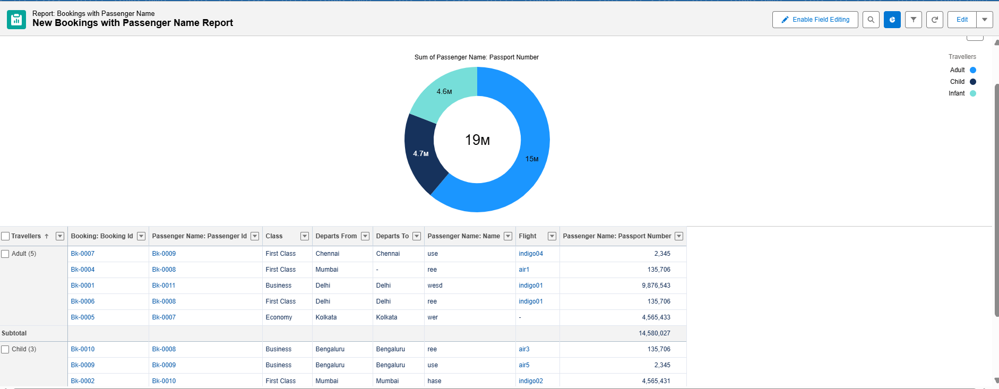 Report: Bookings with Passenger Name
New Bookings with Passenger Name Report
Enable Field Editing
Edit
Sum of Passenger Name: Passport Number
Travellers
Adult
Child
Infant
4.6M
4.7M
19M
15M
Travellers ↑ Booking: Booking Id Passenger Name: Passenger Id Class Departs From Departs To Passenger Name: Name Flight Passenger Name: Passport Number
Adult (5) Bk-0007 Bk-0009 First Class Chennai Chennai use indigo04 2,345
Bk-0004 Bk-0008 First Class Mumbai - ree air1 135,706
Bk-0001 Bk-0011 Business Delhi Delhi wesd indigo01 9,876,543
Bk-0006 Bk-0008 First Class Delhi Delhi ree indigo01 135,706
Bk-0005 Bk-0007 Economy Kolkata Kolkata wer - 4,565,433
Subtotal 14,580,027
Child (3) Bk-0010 Bk-0008 Business Bengaluru Bengaluru ree air3 135,706
Bk-0009 Bk-0009 Business Bengaluru Bengaluru use air5 2,345
Bk-0002 Bk-0010 First Class Mumbai Mumbai hase indigo02 4,565,431